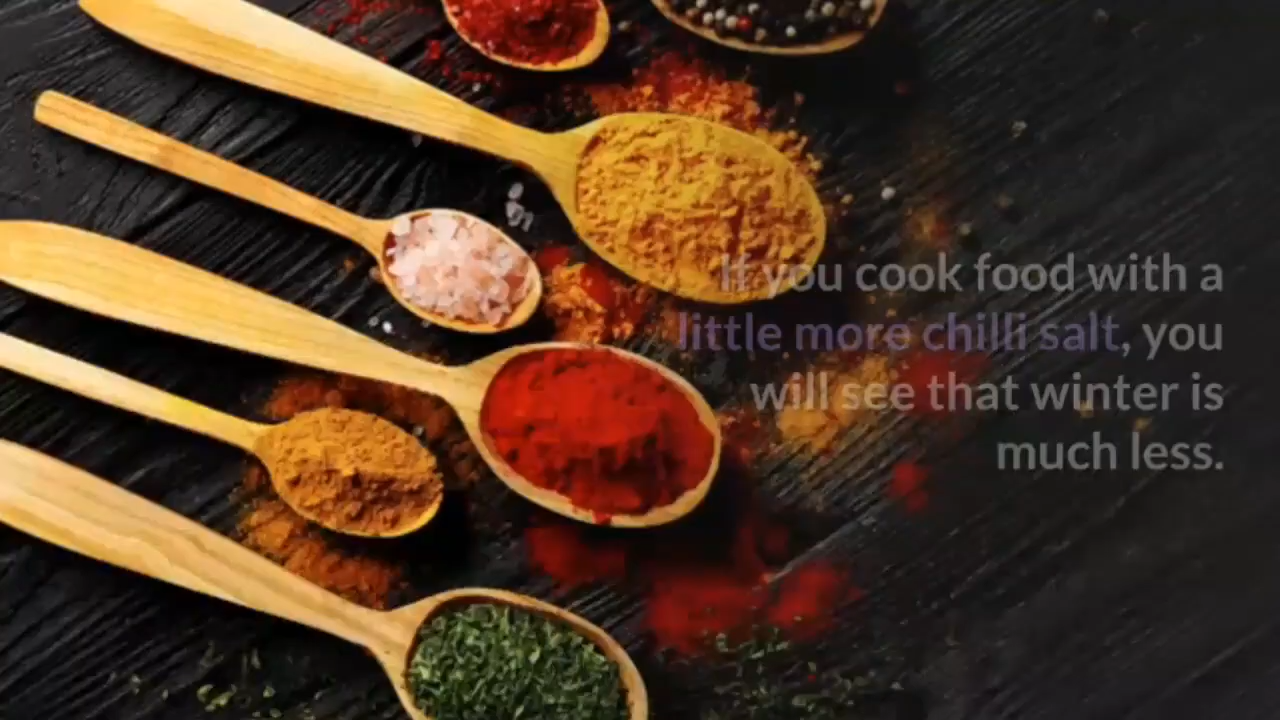 If you cook food with a
little more chilli salt, you
will see that winter is
much less.